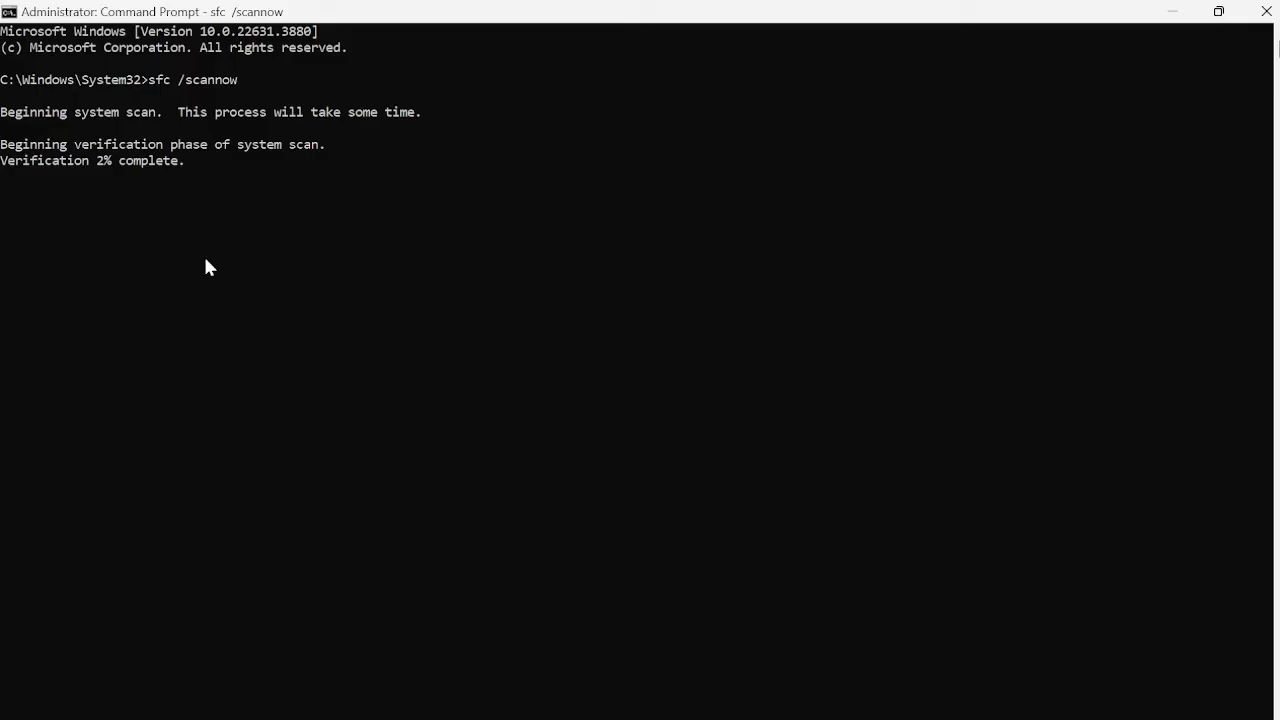 Administrator: Command Prompt - sfc  /scannow
Microsoft Windows [Version 10.0.22631.3880]
(c) Microsoft Corporation. All rights reserved.
C:\Windows\System32>sfc /scannow
Beginning system scan.  This process will take some time.
Beginning verification phase of system scan.
Verification 2% complete.